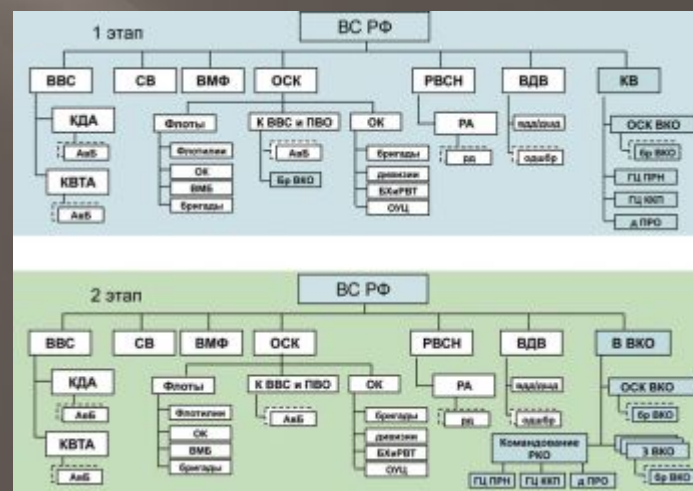 1 этап
ВС РФ
ВВС СВ ВМФ ОСК РВСН ВДВ КВ
КДА
АвБ
КВТА
АвБ
Флоты
Флотилии
ОК
ВМБ
бригады
К ВВС и ПВО
АвБ
Бр ВКО
ОК
бригады
дивизии
БХиРВТ
ОУЦ
РА
рд
вдд/дшд
одшбр
ОСК ВКО
бр ВКО
ГЦ ПРН
ГЦ ККП
д ПРО
2 этап
ВС РФ
ВВС СВ ВМФ ОСК РВСН ВДВ В ВКО
КДА
АвБ
КВТА
АвБ
Флоты
Флотилии
ОК
ВМБ
бригады
К ВВС и ПВО
АвБ
ОК
бригады
дивизии
БХиРВТ
ОУЦ
РА
рд
вдд/дшд
одшбр
ОСК ВКО
бр ВКО
Командование
РКО
ГЦ ПРН
ГЦ ККП
д ПРО
З ВКО
бр ВКО